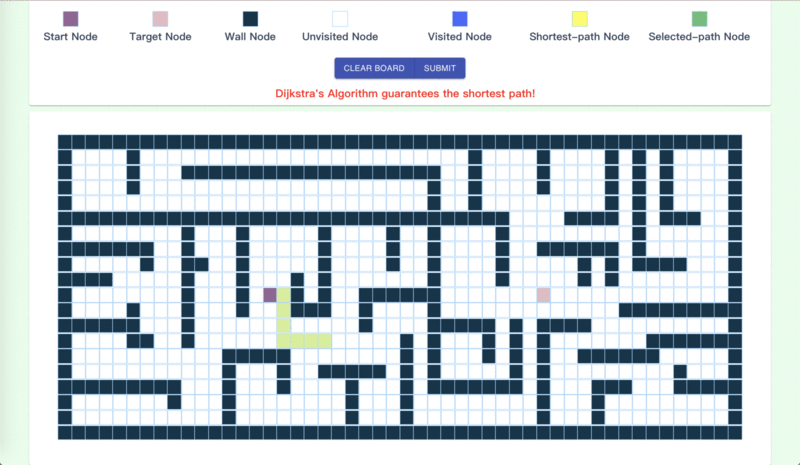 Start Node
Target Node
Wall Node
Unvisited Node
Visited Node
Shortest-path Node
Selected-path Node
CLEAR BOARD
SUBMIT
Dijkstra's Algorithm guarantees the shortest path!